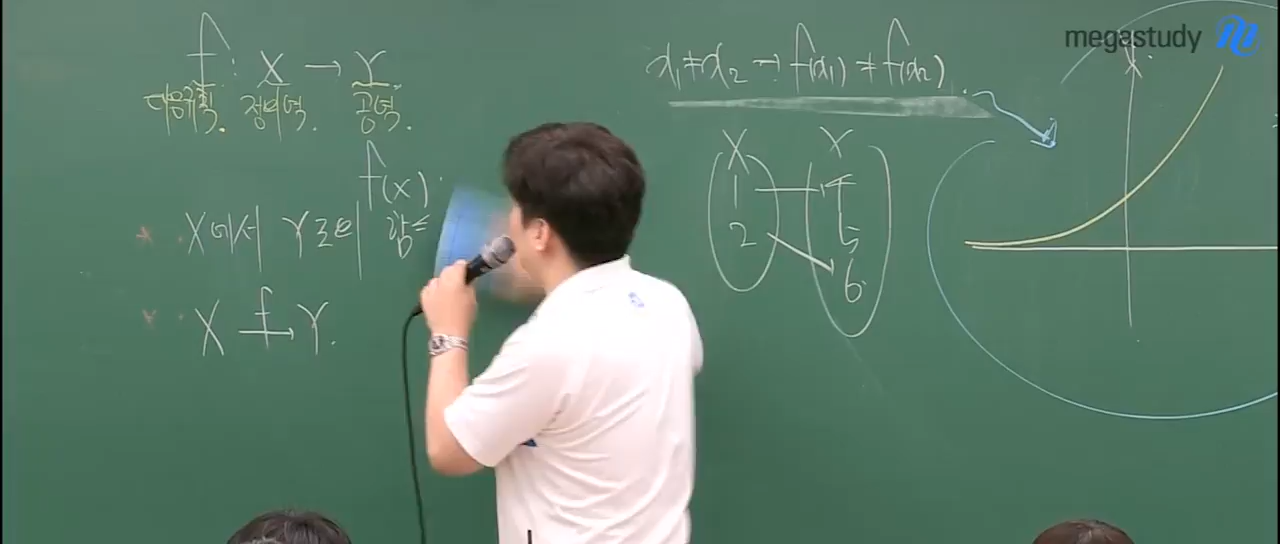 megastudy
f : X → Y
대응규칙. 정의역. 공역.
f(x)
X에서 Y로의 함수
X f→ Y.
x₁≠x₂ → f(x₁)≠f(x₂)
X Y
1 4
2 5
6